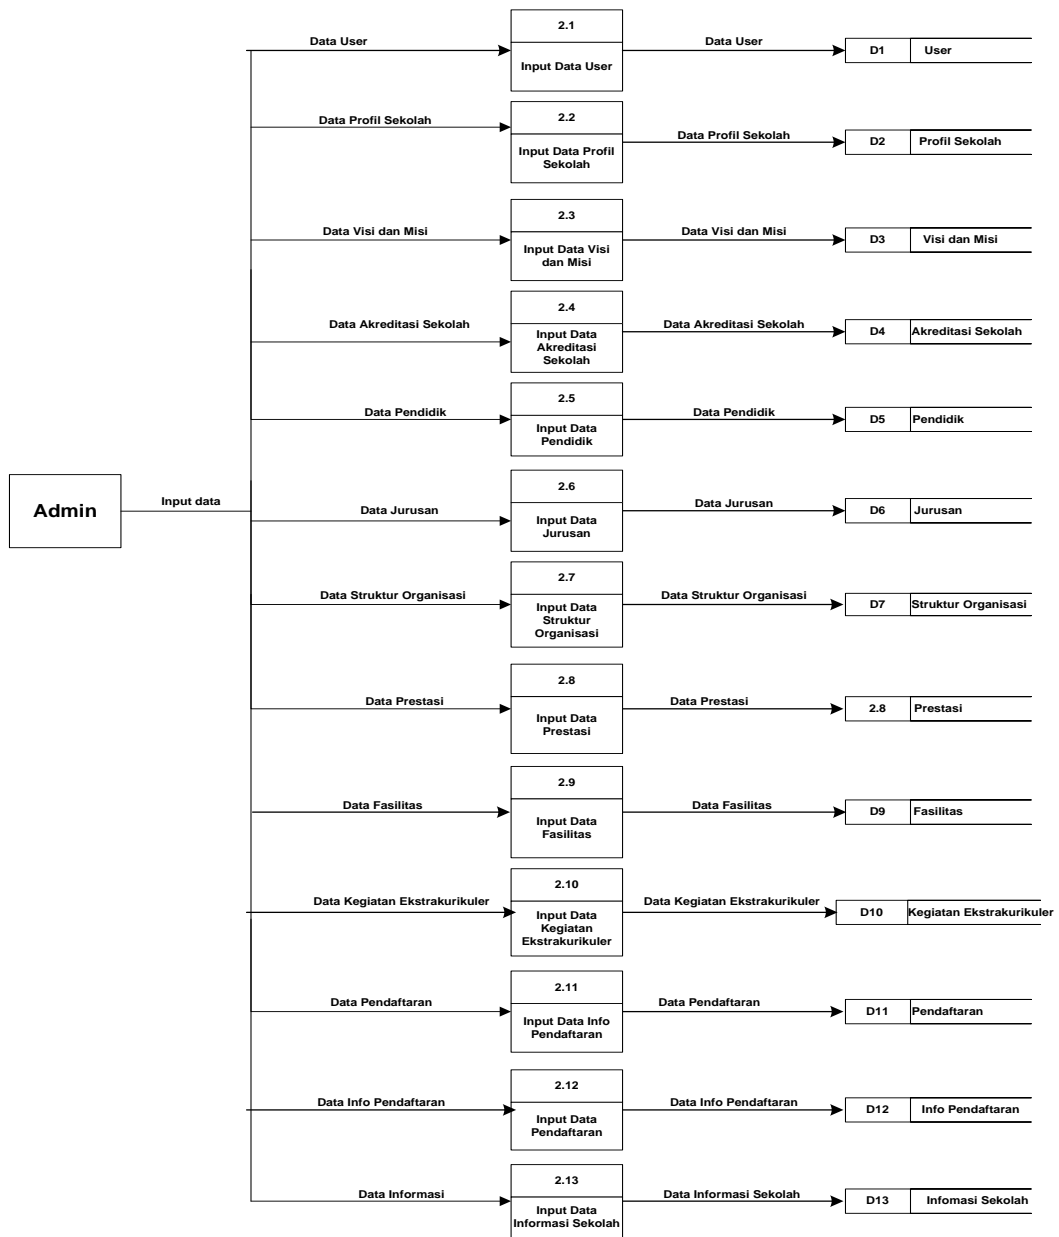 2.1
Data User
Data User
Input Data User
D1 User
2.2
Data Profil Sekolah
Data Profil Sekolah
Input Data Profil
Sekolah
D2 Profil Sekolah
2.3
Data Visi dan Misi
Data Visi dan Misi
Input Data Visi
dan Misi
D3 Visi dan Misi
2.4
Data Akreditasi Sekolah
Data Akreditasi Sekolah
Input Data
Akreditasi
Sekolah
D4 Akreditasi Sekolah
2.5
Data Pendidik
Data Pendidik
Input Data
Pendidik
D5 Pendidik
Admin
Input data
2.6
Data Jurusan
Data Jurusan
Input Data
Jurusan
D6 Jurusan
2.7
Data Struktur Organisasi
Data Struktur Organisasi
Input Data
Struktur
Organisasi
D7 Struktur Organisasi
2.8
Data Prestasi
Data Prestasi
Input Data
Prestasi
2.8 Prestasi
2.9
Data Fasilitas
Data Fasilitas
Input Data
Fasilitas
D9 Fasilitas
2.10
Data Kegiatan Ekstrakurikuler
Data Kegiatan Ekstrakurikuler
Input Data
Kegiatan
Ekstrakurikuler
D10 Kegiatan Ekstrakurikuler
2.11
Data Pendaftaran
Data Pendaftaran
Input Data Info
Pendaftaran
D11 Pendaftaran
2.12
Data Info Pendaftaran
Data Info Pendaftaran
Input Data
Pendaftaran
D12 Info Pendaftaran
2.13
Data Informasi
Data Informasi Sekolah
Input Data
Informasi Sekolah
D13 Infomasi Sekolah